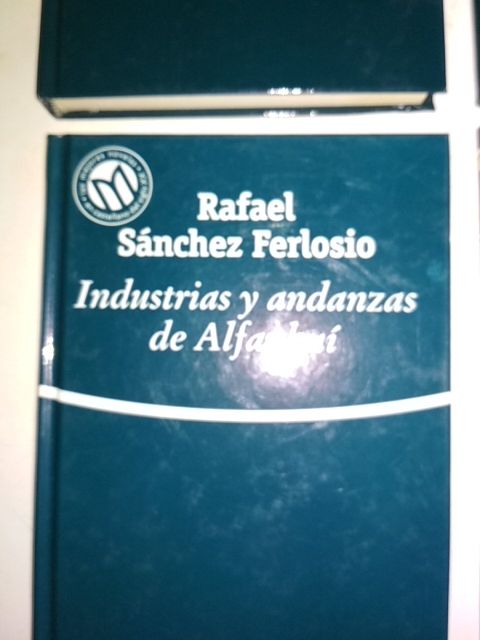 Rafael
Sánchez Ferlosio
Industrias y andanzas
de